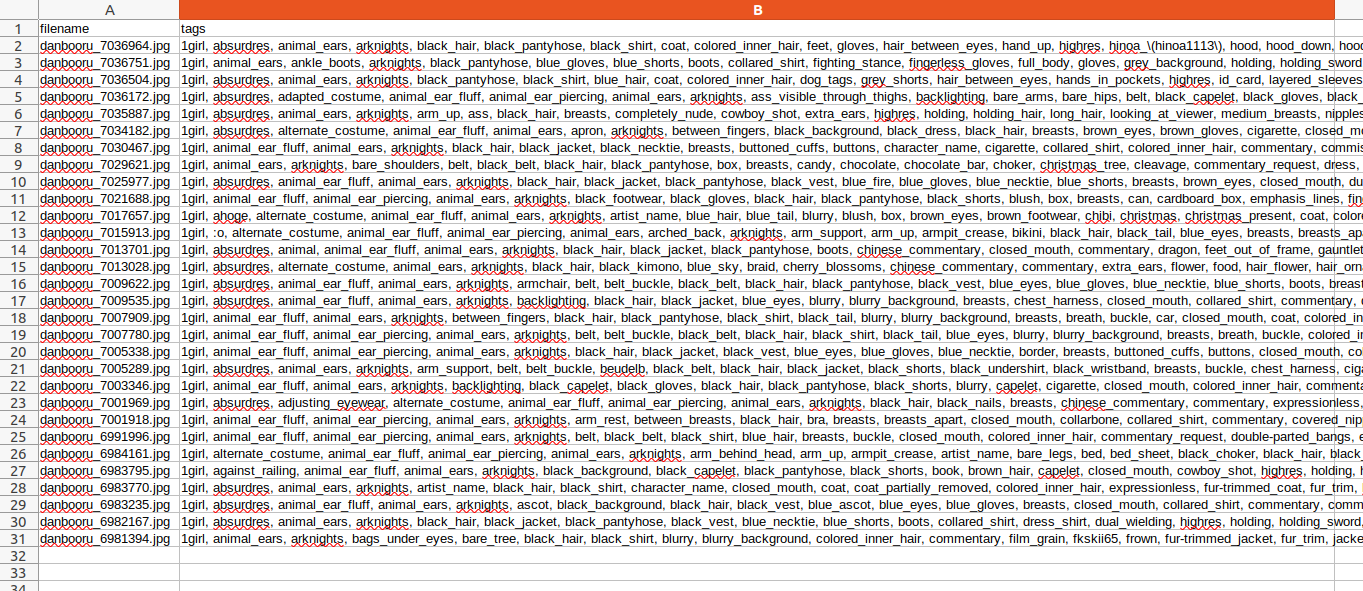 A B
1 filename tags
2 danbooru_7036964.jpg 1girl, absurdres, animal_ears, arknights, black_hair, black_pantyhose, black_shirt, coat, colored_inner_hair, feet, gloves, hair_between_eyes, hand_up, highres, hinoa_\(hinoa1113\), hood, hood_down,
3 danbooru_7036751.jpg 1girl, animal_ears, ankle_boots, arknights, black_pantyhose, blue_gloves, blue_shorts, boots, collared_shirt, fighting_stance, fingerless_gloves, full_body, gloves, grey_background, holding, holding_sword
4 danbooru_7036504.jpg 1girl, absurdres, animal_ears, arknights, black_pantyhose, black_shirt, blue_hair, coat, colored_inner_hair, dog_tags, grey_shorts, hair_between_eyes, hands_in_pockets, highres, id_card, layered_sleeves
5 danbooru_7036172.jpg 1girl, absurdres, adapted_costume, animal_ear_fluff, animal_ear_piercing, animal_ears, arknights, ass_visible_through_thighs, backlighting, bare_arms, bare_hips, belt, black_capelet, black_gloves, black_
6 danbooru_7035887.jpg 1girl, absurdres, animal_ears, arknights, arm_up, ass, black_hair, breasts, completely_nude, cowboy_shot, extra_ears, highres, holding, holding_hair, long_hair, looking_at_viewer, medium_breasts, nipples
7 danbooru_7034182.jpg 1girl, absurdres, alternate_costume, animal_ear_fluff, animal_ears, apron, arknights, between_fingers, black_background, black_dress, black_hair, breasts, brown_eyes, brown_gloves, cigarette, closed_m
8 danbooru_7030467.jpg 1girl, animal_ear_fluff, animal_ears, arknights, black_hair, black_jacket, black_necktie, breasts, buttoned_cuffs, buttons, character_name, cigarette, collared_shirt, colored_inner_hair, commentary, commis
9 danbooru_7029621.jpg 1girl, animal_ears, arknights, bare_shoulders, belt, black_belt, black_hair, black_pantyhose, box, breasts, candy, chocolate, chocolate_bar, choker, christmas_tree, cleavage, commentary_request, dress,
10 danbooru_7025977.jpg 1girl, absurdres, animal_ear_fluff, animal_ears, arknights, black_hair, black_jacket, black_pantyhose, black_vest, blue_fire, blue_gloves, blue_necktie, blue_shorts, breasts, brown_eyes, closed_mouth, du
11 danbooru_7021688.jpg 1girl, animal_ear_fluff, animal_ear_piercing, animal_ears, arknights, black_footwear, black_gloves, black_hair, black_pantyhose, black_shorts, blush, box, breasts, can, cardboard_box, emphasis_lines, fin
12 danbooru_7017657.jpg 1girl, ahoge, alternate_costume, animal_ear_fluff, animal_ears, arknights, artist_name, blue_hair, blue_tail, blurry, blush, box, brown_eyes, brown_footwear, chibi, christmas, christmas_present, coat, color
13 danbooru_7015913.jpg 1girl, :o, alternate_costume, animal_ear_fluff, animal_ear_piercing, animal_ears, arched_back, arknights, arm_support, arm_up, armpit_crease, bikini, black_hair, black_tail, blue_eyes, breasts, breasts_apa
14 danbooru_7013701.jpg 1girl, absurdres, animal, animal_ear_fluff, animal_ears, arknights, black_hair, black_jacket, black_pantyhose, boots, chinese_commentary, closed_mouth, commentary, dragon, feet_out_of_frame, gauntlet
15 danbooru_7013028.jpg 1girl, absurdres, alternate_costume, animal_ears, arknights, black_hair, black_kimono, blue_sky, braid, cherry_blossoms, chinese_commentary, commentary, extra_ears, flower, food, hair_flower, hair_orn
16 danbooru_7009622.jpg 1girl, absurdres, animal_ear_fluff, animal_ears, arknights, armchair, belt, belt_buckle, black_belt, black_hair, black_pantyhose, black_vest, blue_eyes, blue_gloves, blue_necktie, blue_shorts, boots, breast
17 danbooru_7009535.jpg 1girl, absurdres, animal_ear_fluff, animal_ears, arknights, backlighting, black_hair, black_jacket, blue_eyes, blurry, blurry_background, breasts, chest_harness, closed_mouth, collared_shirt, commentary,
18 danbooru_7007909.jpg 1girl, animal_ear_fluff, animal_ears, arknights, between_fingers, black_hair, black_pantyhose, black_shirt, black_tail, blurry, blurry_background, breasts, breath, buckle, car, closed_mouth, coat, colored_in
19 danbooru_7007780.jpg 1girl, animal_ear_fluff, animal_ear_piercing, animal_ears, arknights, belt, belt_buckle, black_belt, black_hair, black_shirt, black_tail, blue_eyes, blurry, blurry_background, breasts, breath, buckle, colored_in
20 danbooru_7005338.jpg 1girl, animal_ear_fluff, animal_ear_piercing, animal_ears, arknights, black_hair, black_jacket, black_vest, blue_eyes, blue_gloves, blue_necktie, border, breasts, buttoned_cuffs, buttons, closed_mouth, co
21 danbooru_7005289.jpg 1girl, absurdres, animal_ears, arknights, arm_support, belt, belt_buckle, beudelb, black_belt, black_hair, black_jacket, black_shorts, black_undershirt, black_wristband, breasts, buckle, chest_harness, ciga
22 danbooru_7003346.jpg 1girl, animal_ear_fluff, animal_ears, arknights, backlighting, black_capelet, black_gloves, black_hair, black_pantyhose, black_shorts, blurry, capelet, cigarette, closed_mouth, colored_inner_hair, commenta
23 danbooru_7001969.jpg 1girl, absurdres, adjusting_eyewear, alternate_costume, animal_ear_fluff, animal_ear_piercing, animal_ears, arknights, black_hair, black_nails, breasts, chinese_commentary, commentary, expressionless,
24 danbooru_7001918.jpg 1girl, animal_ear_fluff, animal_ear_piercing, animal_ears, arknights, arm_rest, between_breasts, black_hair, bra, breasts, breasts_apart, closed_mouth, collarbone, collared_shirt, commentary, covered_nip
25 danbooru_6991996.jpg 1girl, animal_ear_fluff, animal_ear_piercing, animal_ears, arknights, belt, black_belt, black_shirt, blue_hair, breasts, buckle, closed_mouth, colored_inner_hair, commentary_request, double-parted_bangs, e
26 danbooru_6984161.jpg 1girl, alternate_costume, animal_ear_fluff, animal_ear_piercing, animal_ears, arknights, arm_behind_head, arm_up, armpit_crease, artist_name, bare_legs, bed, bed_sheet, black_choker, black_hair, black_
27 danbooru_6983795.jpg 1girl, against_railing, animal_ear_fluff, animal_ears, arknights, black_background, black_capelet, black_pantyhose, black_shorts, book, brown_hair, capelet, closed_mouth, cowboy_shot, highres, holding, h
28 danbooru_6983770.jpg 1girl, absurdres, animal_ears, arknights, artist_name, black_hair, black_shirt, character_name, closed_mouth, coat, coat_partially_removed, colored_inner_hair, expressionless, fur-trimmed_coat, fur_trim,
29 danbooru_6983235.jpg 1girl, absurdres, animal_ear_fluff, animal_ears, arknights, ascot, black_background, black_hair, black_vest, blue_ascot, blue_eyes, blue_gloves, breasts, closed_mouth, collared_shirt, commentary, comm
30 danbooru_6982167.jpg 1girl, absurdres, animal_ears, arknights, black_hair, black_jacket, black_pantyhose, black_vest, blue_necktie, blue_shorts, boots, collared_shirt, dress_shirt, dual_wielding, highres, holding, holding_sword,
31 danbooru_6981394.jpg 1girl, animal_ears, arknights, bags_under_eyes, bare_tree, black_hair, black_shirt, blurry, blurry_background, colored_inner_hair, commentary, film_grain, fkskii65, frown, fur-trimmed_jacket, fur_trim, jacke
32
33
34